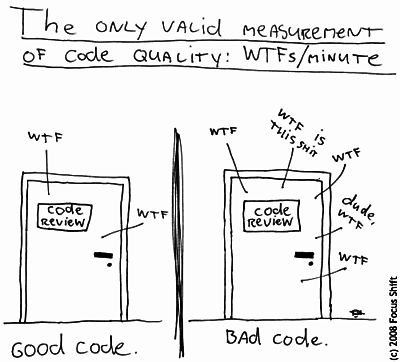 The ONLY VALID MEASUREMENT
OF CODE QUALITY: WTFs/MINUTE
WTF
CODE
REVIEW
WTF
GOOD CODE.
WTF
WTF IS
THIS SHIT
WTF
CODE
REVIEW
dude,
WTF
WTF
BAd CODE.
(c) 2008 Focus Shift